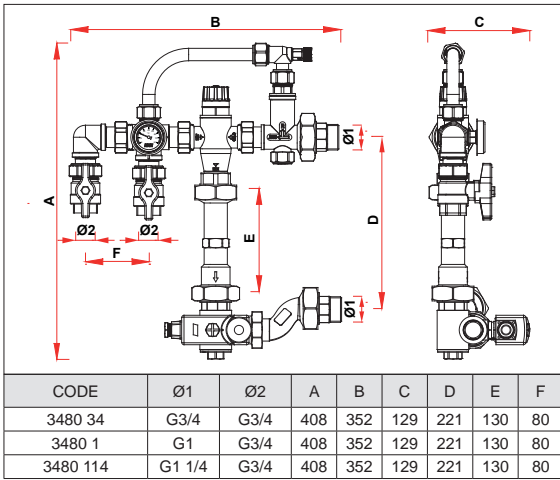 B
C
Ø1
A
D
E
Ø2
Ø2
F
Ø1
CODE Ø1 Ø2 A B C D E F
3480 34 G3/4 G3/4 408 352 129 221 130 80
3480 1 G1 G3/4 408 352 129 221 130 80
3480 114 G1 1/4 G3/4 408 352 129 221 130 80